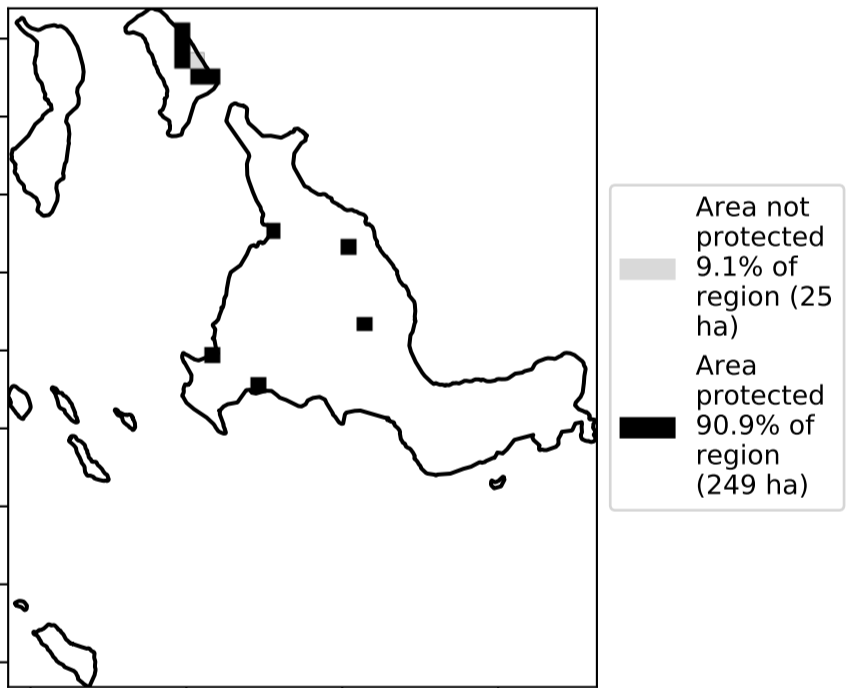 Area not
protected
9.1% of
region (25
ha)
Area
protected
90.9% of
region
(249 ha)